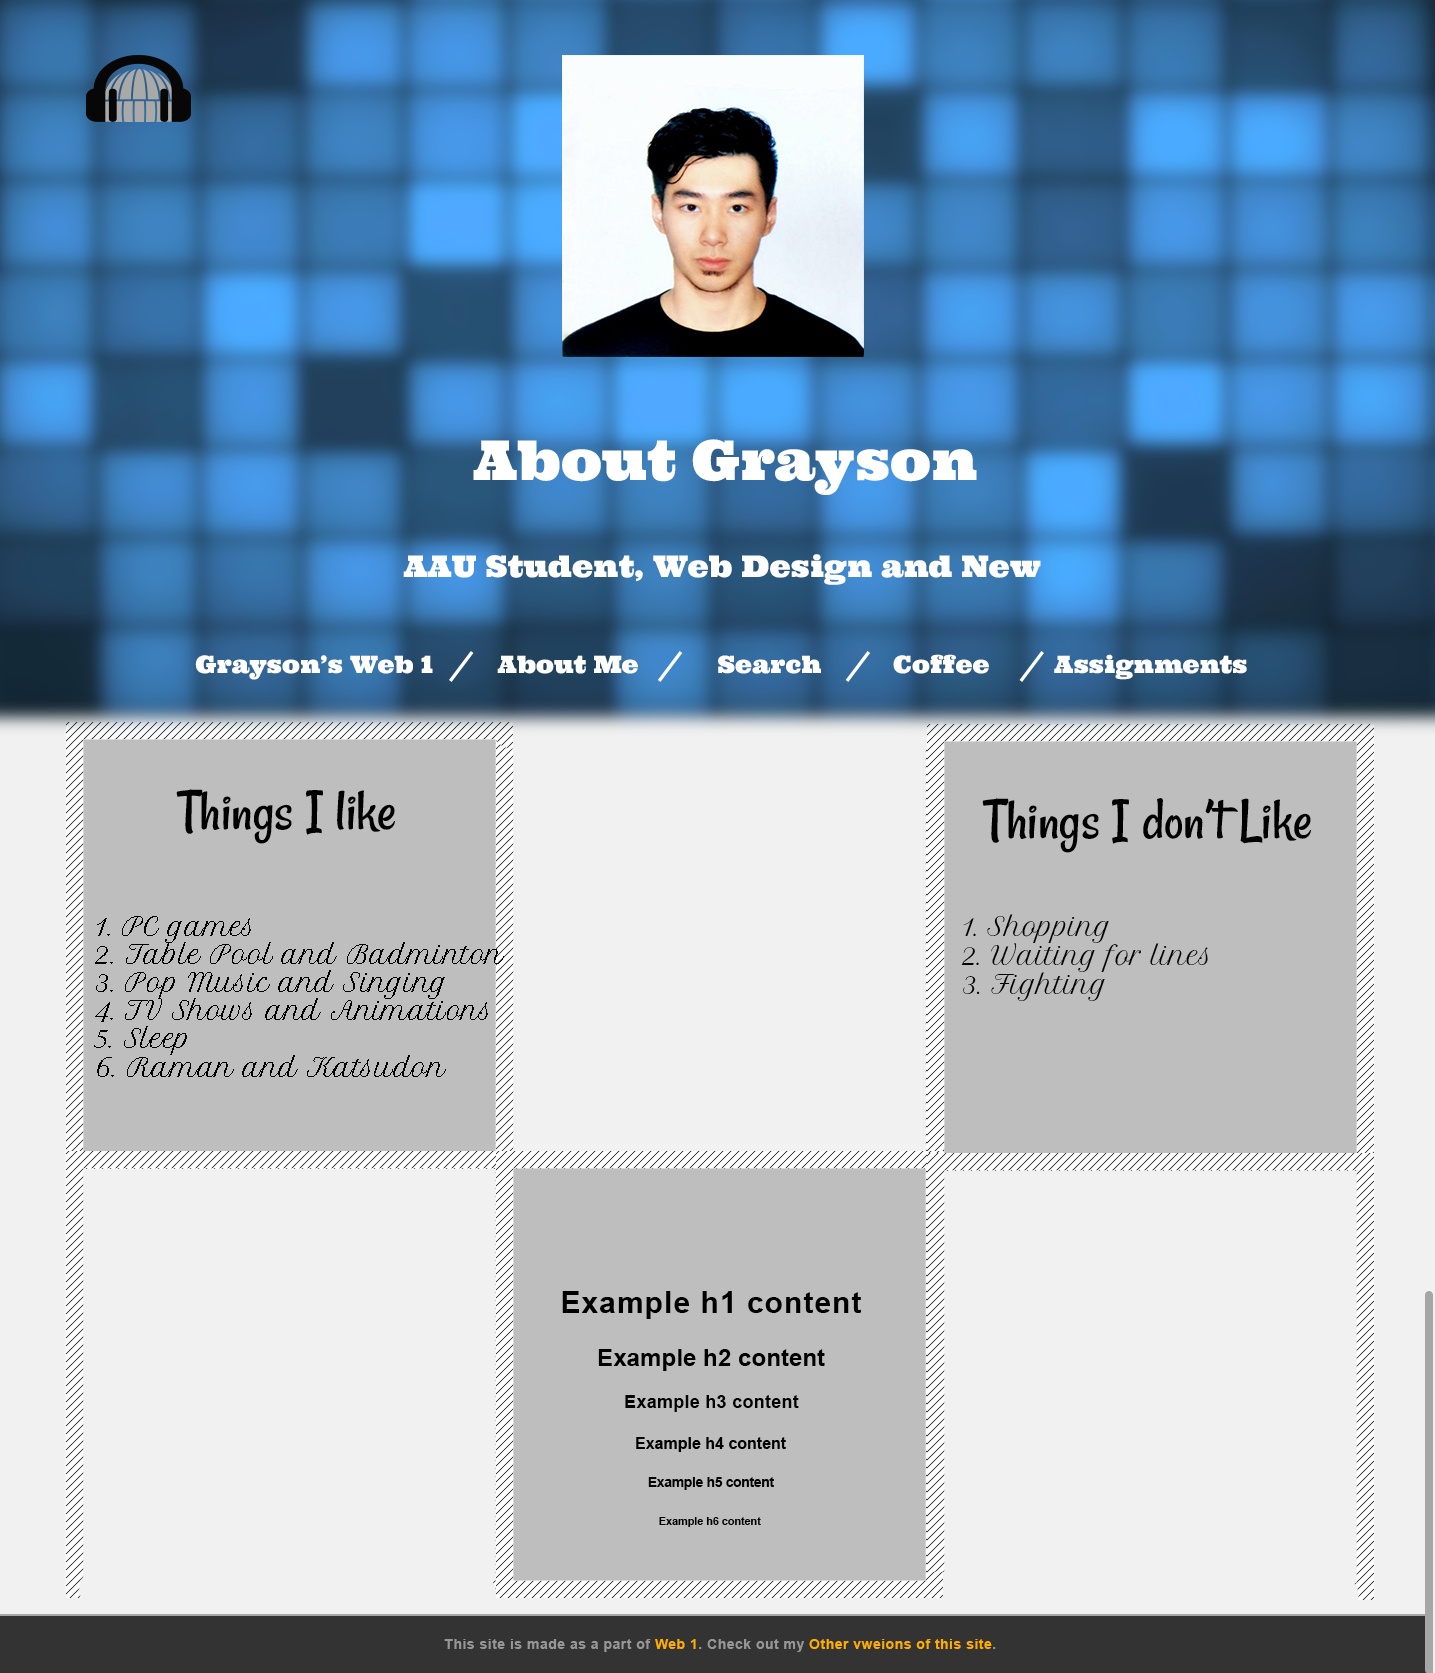 About Grayson
AAU Student, Web Design and New
Grayson's Web 1 / About Me / Search / Coffee / Assignments
Things I like
1. PC games
2. Table Pool and Badminton
3. Pop Music and Singing
4. TV Shows and Animations
5. Sleep
6. Raman and Katsudon
Things I don't Like
1. Shopping
2. Waiting for lines
3. Fighting
Example h1 content
Example h2 content
Example h3 content
Example h4 content
Example h5 content
Example h6 content
This site is made as a part of Web 1. Check out my Other vweions of this site.